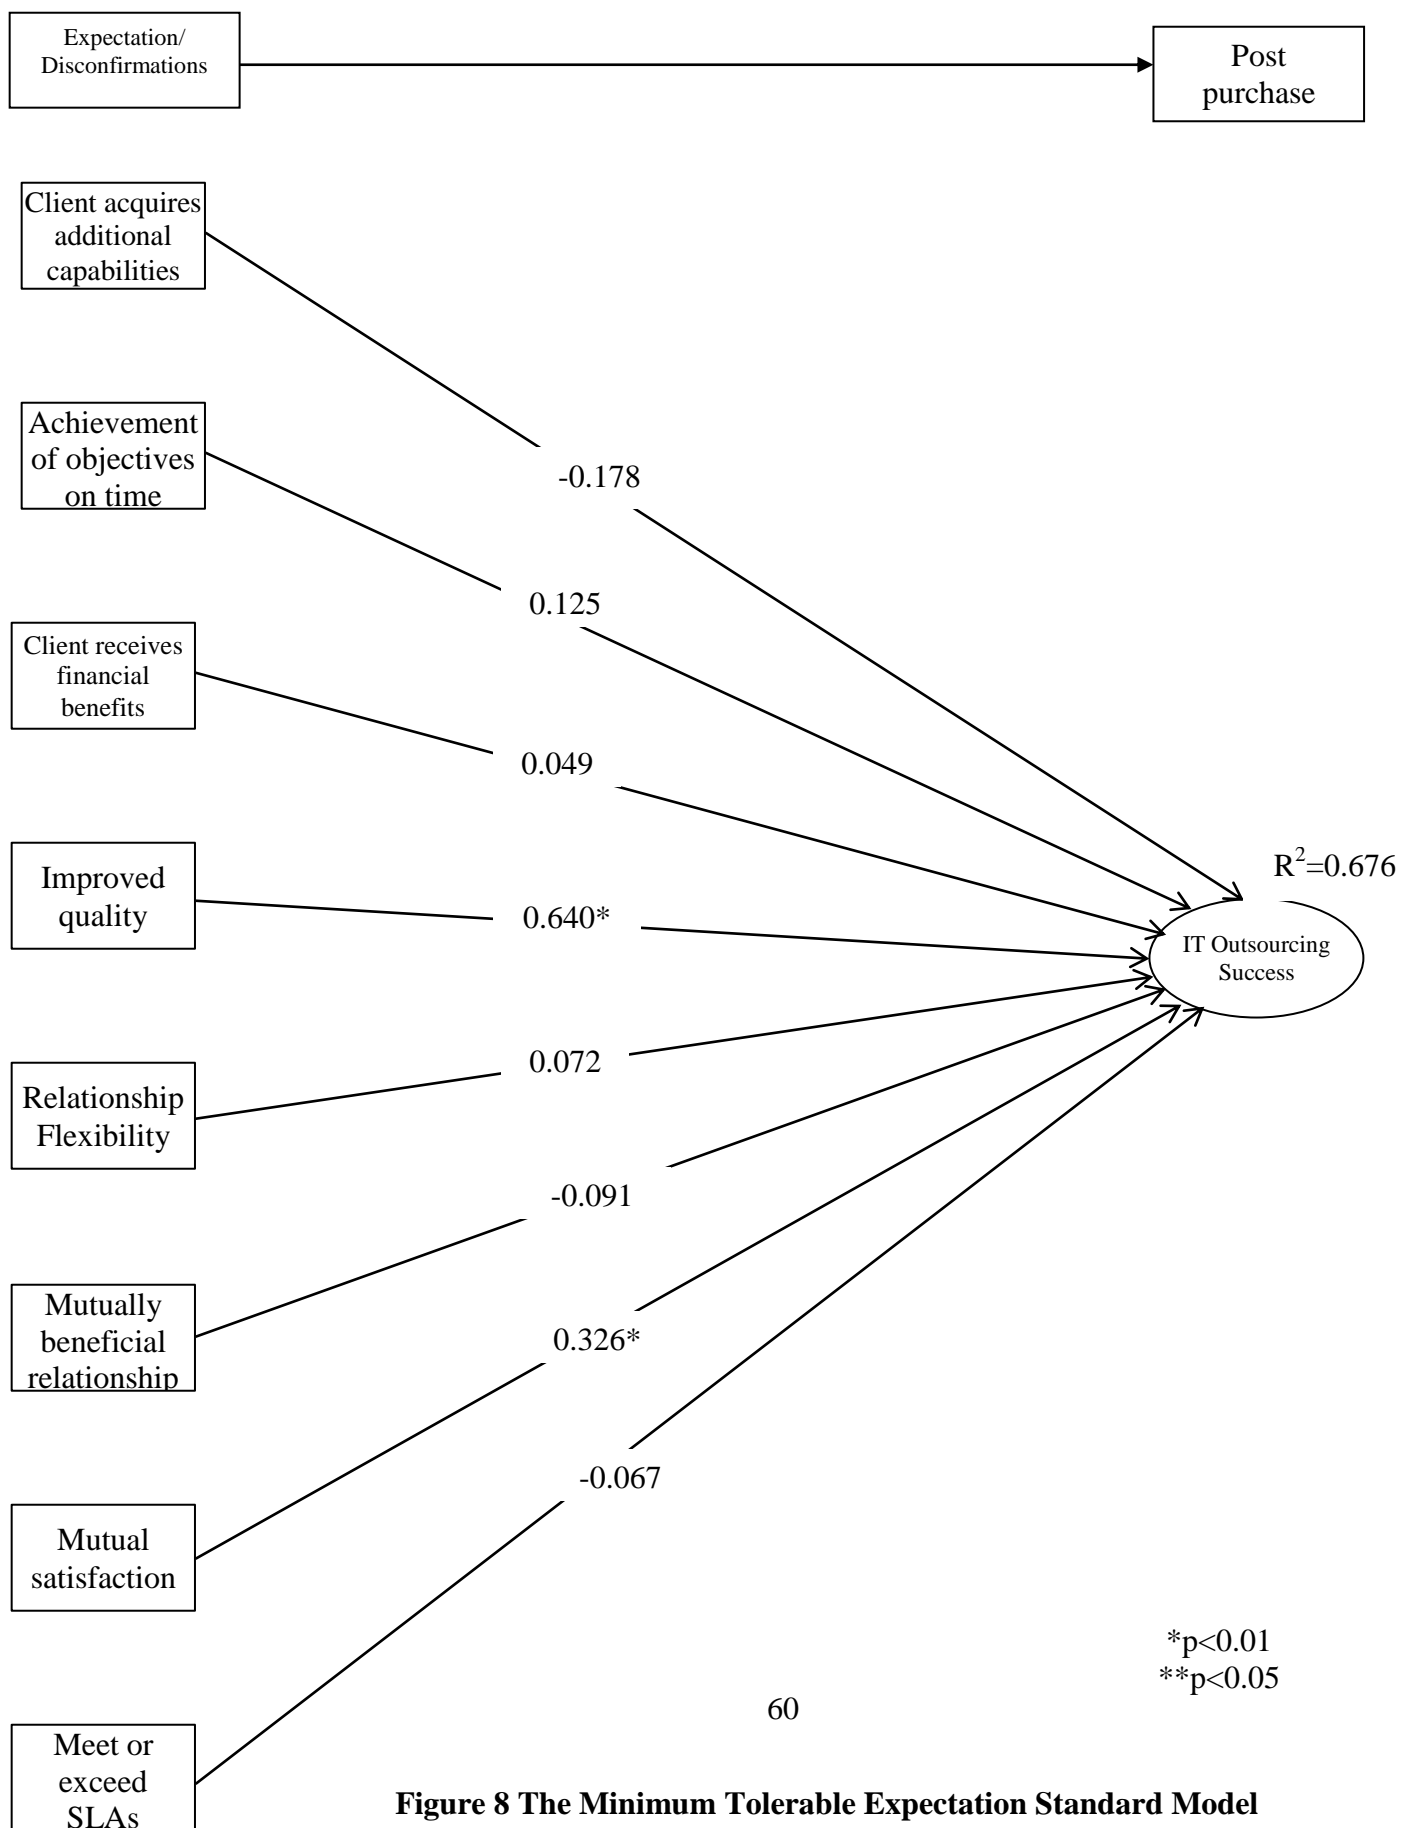 Expectation/
Disconfirmations
Post
purchase
Client acquires
additional
capabilities
-0.178
Achievement
of objectives
on time
0.125
Client receives
financial
benefits
0.049
R²=0.676
Improved
quality
0.640*
IT Outsourcing
Success
Relationship
Flexibility
0.072
Mutually
beneficial
relationship
-0.091
Mutual
satisfaction
0.326*
Meet or
exceed
SLAs
-0.067
*p<0.01
**p<0.05
60
Figure 8 The Minimum Tolerable Expectation Standard Model